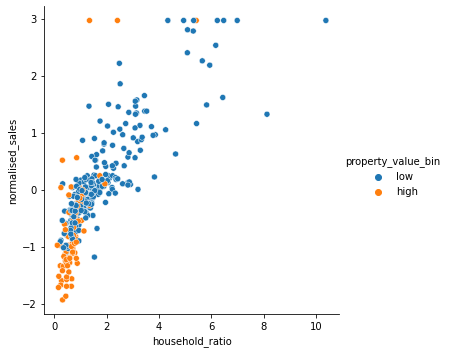 3
2
1
0
−1
−2
normalised_sales
0
2
4
6
8
10
household_ratio
property_value_bin
low
high